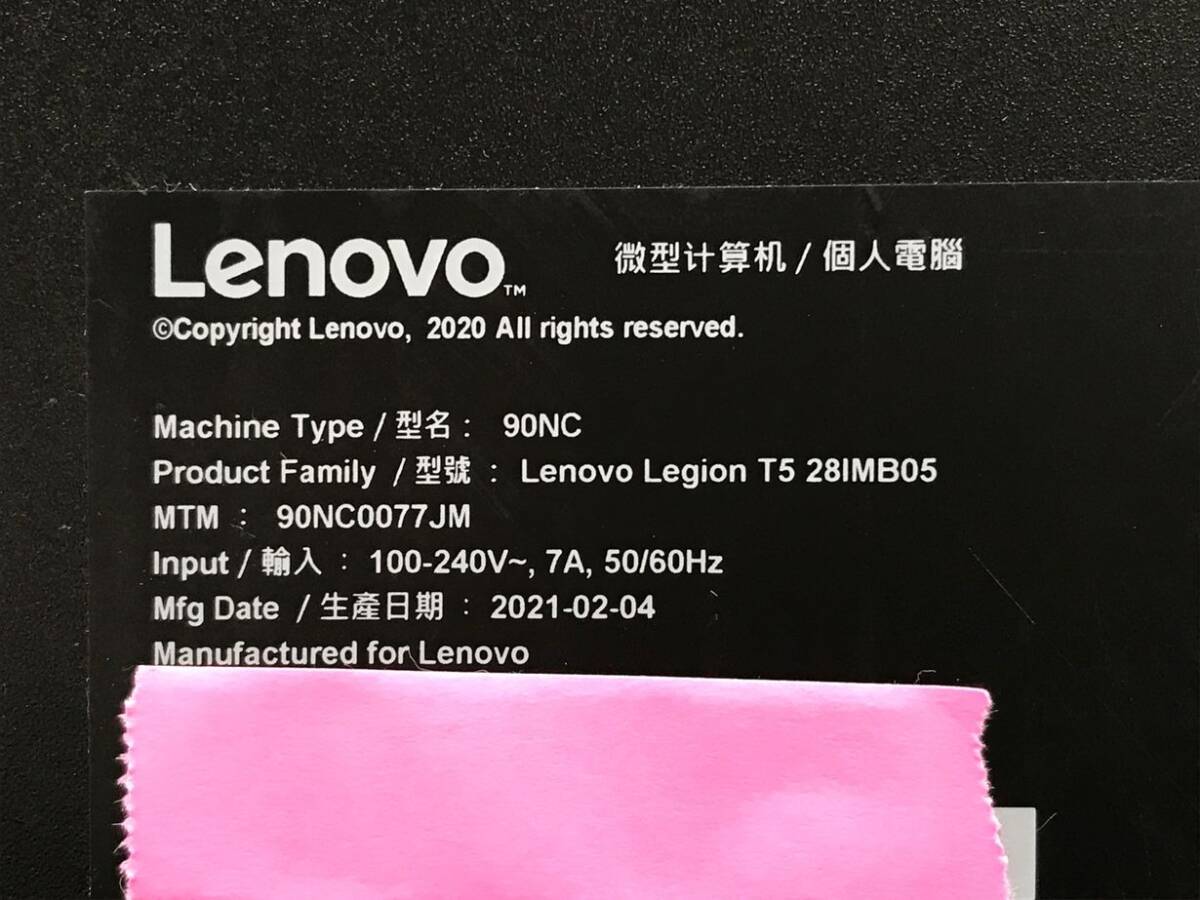 Lenovo™ 微型计算机 / 個人電腦
©Copyright Lenovo, 2020 All rights reserved.
Machine Type / 型名 : 90NC
Product Family / 型號 : Lenovo Legion T5 28IMB05
MTM : 90NC0077JM
Input / 輸入 : 100-240V~, 7A, 50/60Hz
Mfg Date / 生產日期 : 2021-02-04
Manufactured for Lenovo